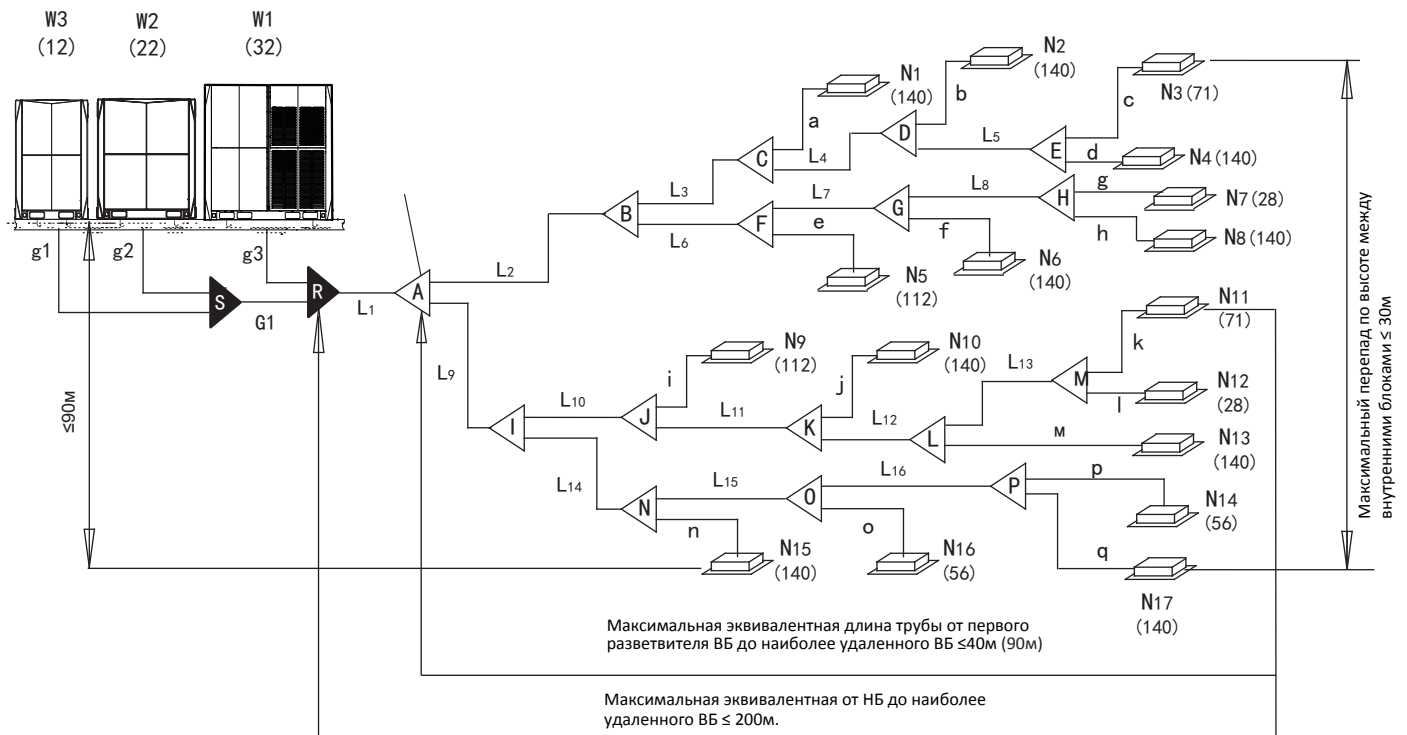 W3
(12)
W2
(22)
W1
(32)
N1
(140)
N2
(140)
N3 (71)
N4 (140)
N7 (28)
N8 (140)
N6
(140)
N5
(112)
a
b
c
d
e
f
g
h
A
B
C
D
E
F
G
H
L1
L2
L3
L4
L5
L6
L7
L8
g1
g2
g3
S
G1
R
≤90м
L9
L10
L11
L12
L13
L14
L15
L16
I
J
K
L
M
N
O
P
i
j
k
l
м
n
o
p
q
N9
(112)
N10
(140)
N11
(71)
N12
(28)
N13
(140)
N14
(56)
N15
(140)
N16
(56)
N17
(140)
Максимальный перепад по высоте между
внутренними блоками ≤ 30м
Максимальная эквивалентная длина трубы от первого
разветвителя ВБ до наиболее удаленного ВБ ≤40м (90м)
Максимальная эквивалентная от НБ до наиболее
удаленного ВБ ≤ 200м.